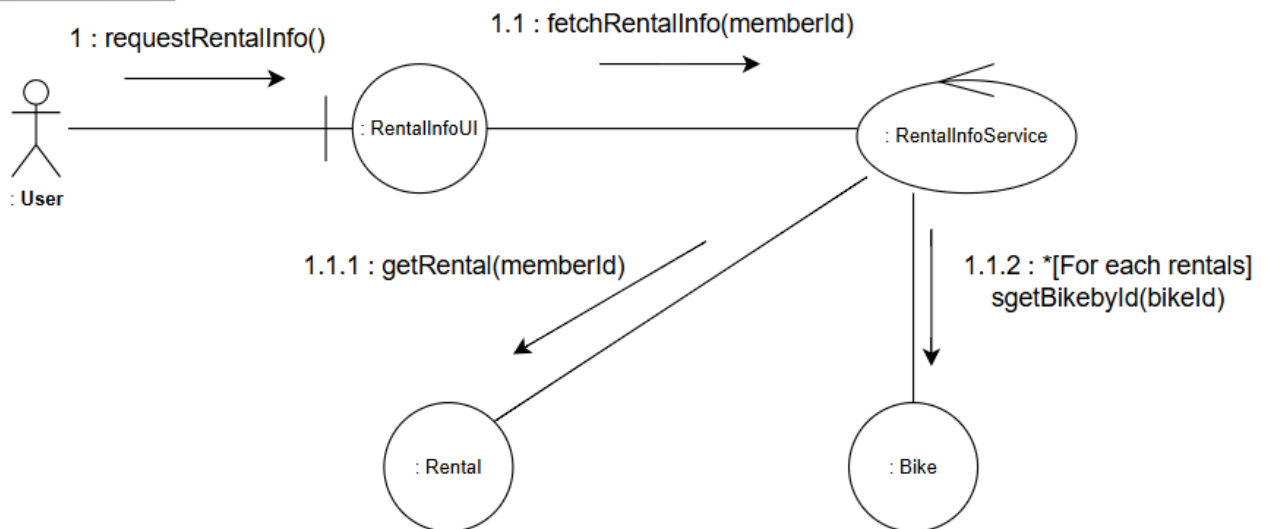 1 : requestRentalInfo()
1.1 : fetchRentalInfo(memberId)
: RentalInfoUI
: RentalInfoService
: User
1.1.1 : getRental(memberId)
1.1.2 : *[For each rentals]
sgetBikebyId(bikeId)
: Rental
: Bike